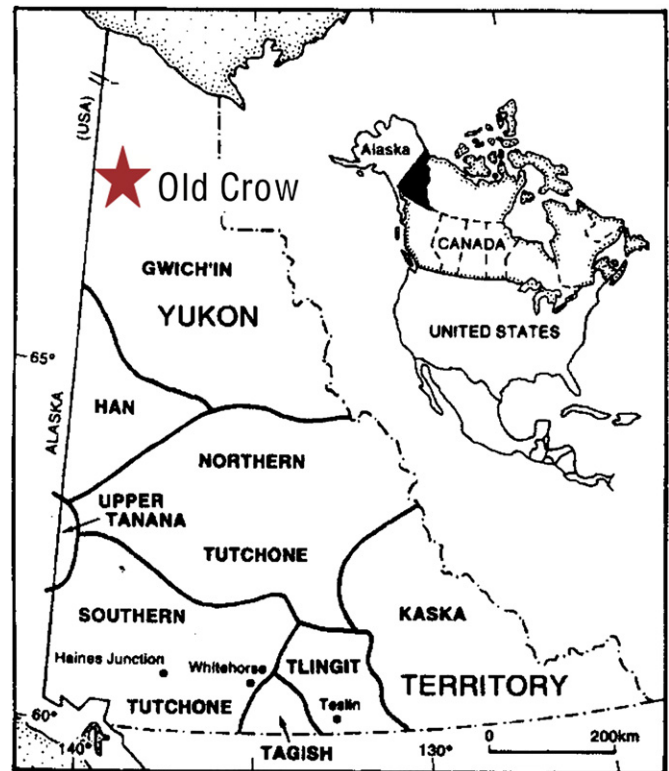 (USA)
Old Crow
Alaska
CANADA
UNITED STATES
GWICH'IN
YUKON
65°
ALASKA
HAN
NORTHERN
UPPER
TANANA
TUTCHONE
SOUTHERN
KASKA
Haines Junction
Whitehorse
TLINGIT
TERRITORY
TUTCHONE
Teslin
60°
TAGISH
140°
130°
0
200km